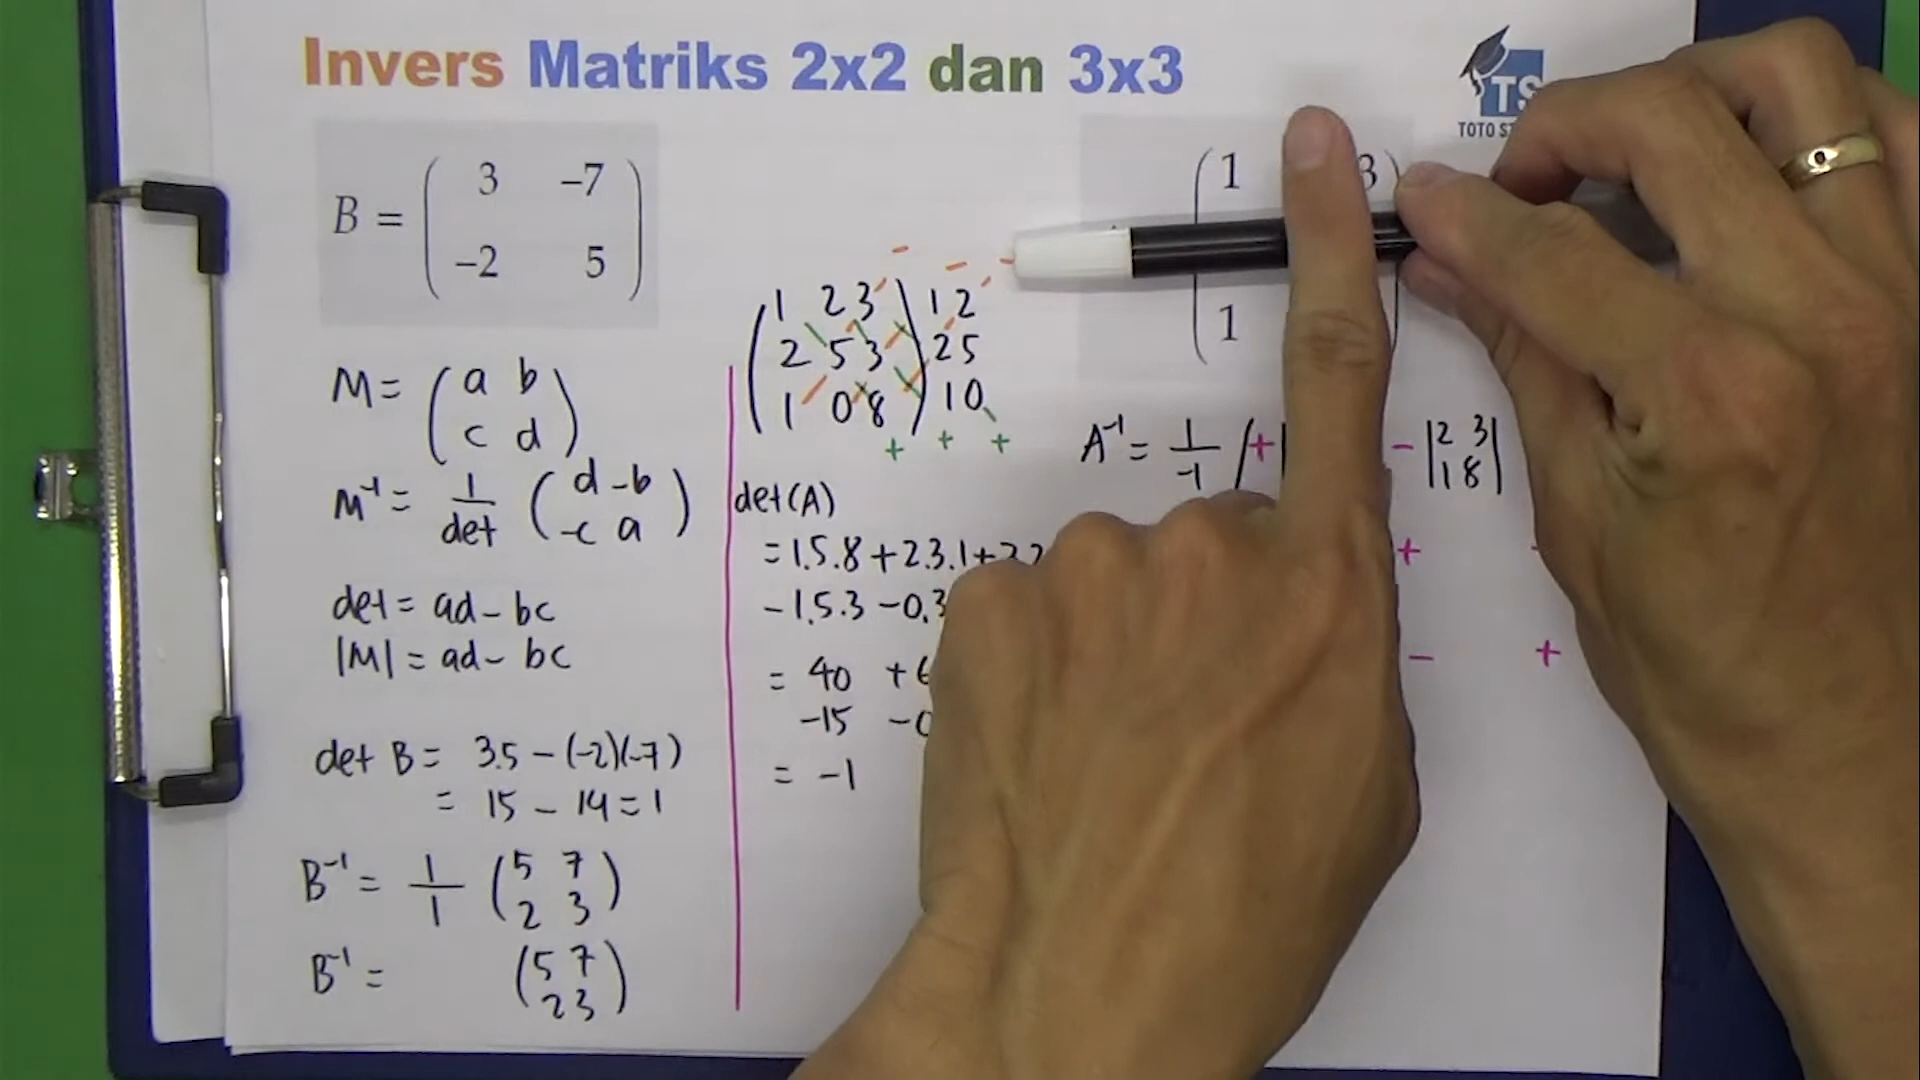 Invers Matriks 2x2 dan 3x3
TS
TOTO
B = ( 3 –7
–2 5 )
M = ( a b
c d )
M⁻¹ = 1/det ( d -b
-c a )
det = ad - bc
|M| = ad - bc
det B = 3.5 - (-2)(-7)
= 15 - 14 = 1
B⁻¹ = 1/1 ( 5 7
2 3 )
B⁻¹ = ( 5 7
2 3 )
- - -
( 1 2 3 ) 1 2
( 2 5 3 ) 2 5
( 1 0 8 ) 1 0
+ + +
det(A)
= 1.5.8 + 2.3.1 +
- 1.5.3 - 0.3
= 40 + 6
-15 -0
= -1
( 1 3 )
1
A⁻¹ = 1/-1 ( + | - | 2 3
1 8 |
+
- +